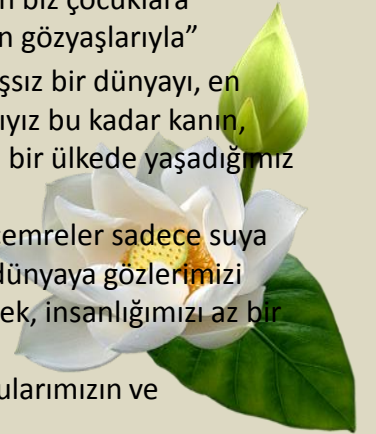 biz çocuklara
n gözyaşlarıyla”
şsız bir dünyayı, en
ıyız bu kadar kanın,
bir ülkede yaşadığımız
cemreler sadece suya
dünyaya gözlerimizi
ek, insanlığımızı az bir
ularımızın ve